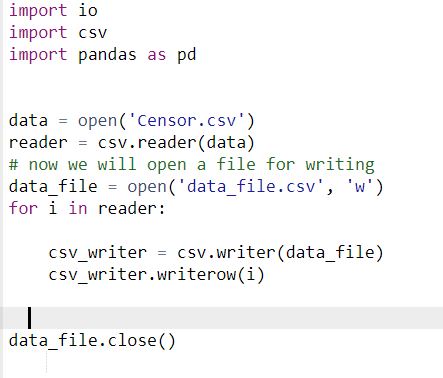 import io
import csv
import pandas as pd
data = open('Censor.csv')
reader = csv.reader(data)
# now we will open a file for writing
data_file = open('data_file.csv', 'w')
for i in reader:
csv_writer = csv.writer(data_file)
csv_writer.writerow(i)
data_file.close()